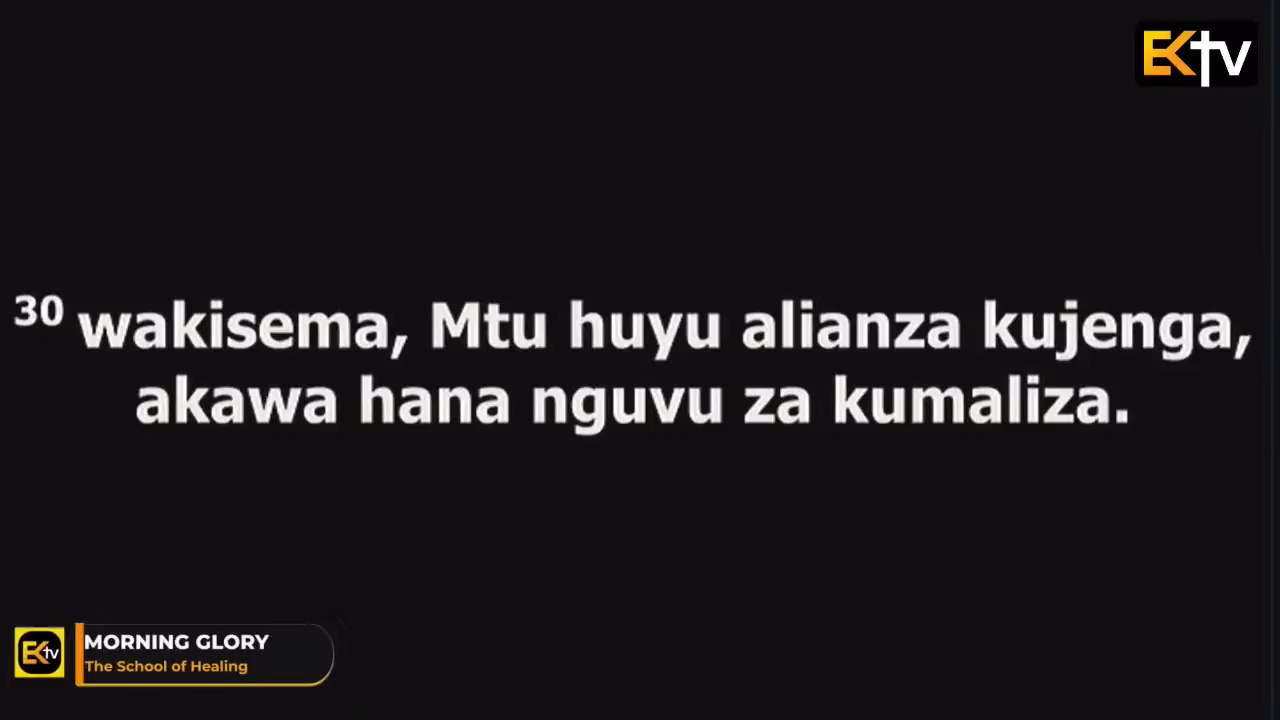 EKtv
30 wakisema, Mtu huyu alianza kujenga,
akawa hana nguvu za kumaliza.
EKtv
MORNING GLORY
The School of Healing